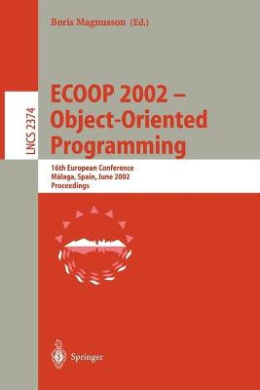 Boris Magnusson (Ed.)
LNCS 2374
ECOOP 2002 –
Object-Oriented
Programming
16th European Conference
Málaga, Spain, June 2002
Proceedings
Springer